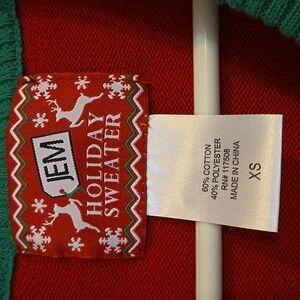 JEM
HOLIDAY
SWEATER
60% COTTON
40% POLYESTER
RN# 117508
MADE IN CHINA
XS